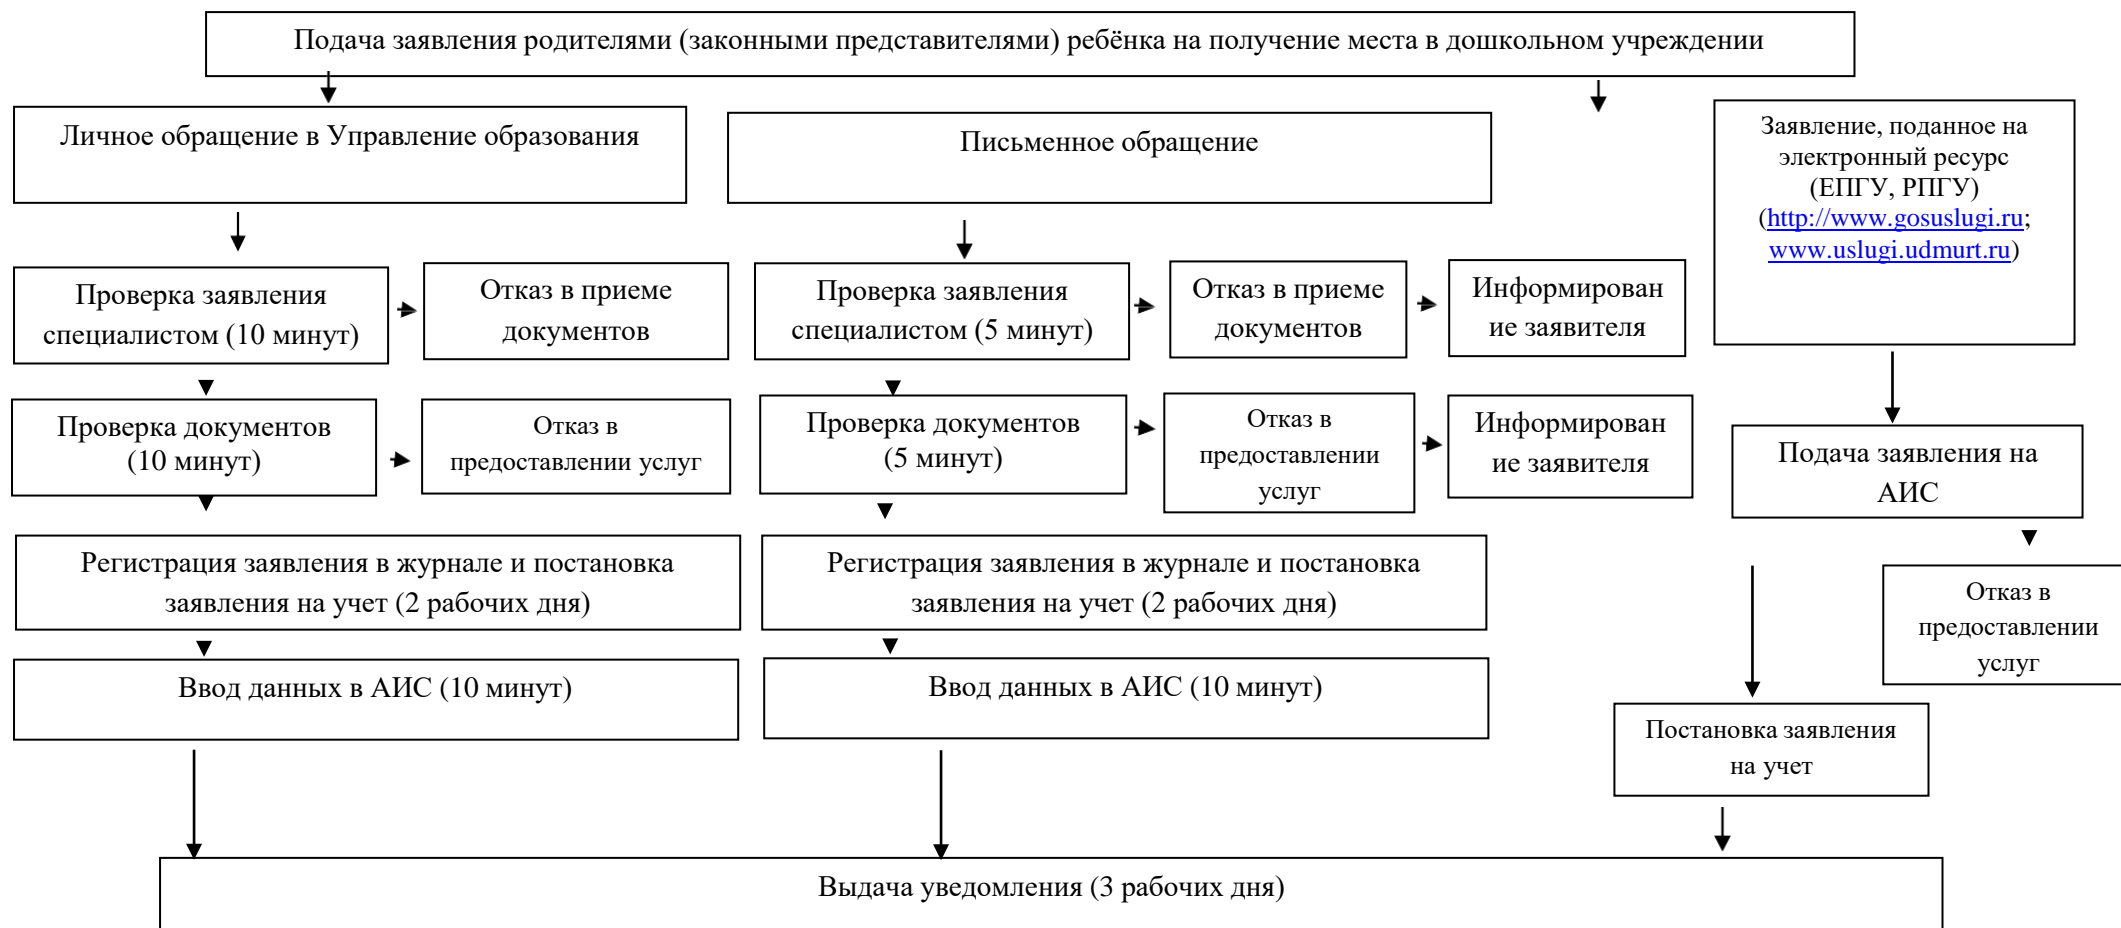 Подача заявления родителями (законными представителями) ребёнка на получение места в дошкольном учреждении
Личное обращение в Управление образования
Письменное обращение
Заявление, поданное на
электронный ресурс
(ЕПГУ, РПГУ)
(http://www.gosuslugi.ru;
www.uslugi.udmurt.ru)
Проверка заявления
специалистом (10 минут)
Отказ в приеме
документов
Проверка заявления
специалистом (5 минут)
Отказ в приеме
документов
Информирован
ие заявителя
Проверка документов
(10 минут)
Отказ в
предоставлении услуг
Проверка документов
(5 минут)
Отказ в
предоставлении
услуг
Информирован
ие заявителя
Подача заявления на
АИС
Регистрация заявления в журнале и постановка
заявления на учет (2 рабочих дня)
Регистрация заявления в журнале и постановка
заявления на учет (2 рабочих дня)
Отказ в
предоставлении
услуг
Ввод данных в АИС (10 минут)
Ввод данных в АИС (10 минут)
Постановка заявления
на учет
Выдача уведомления (3 рабочих дня)